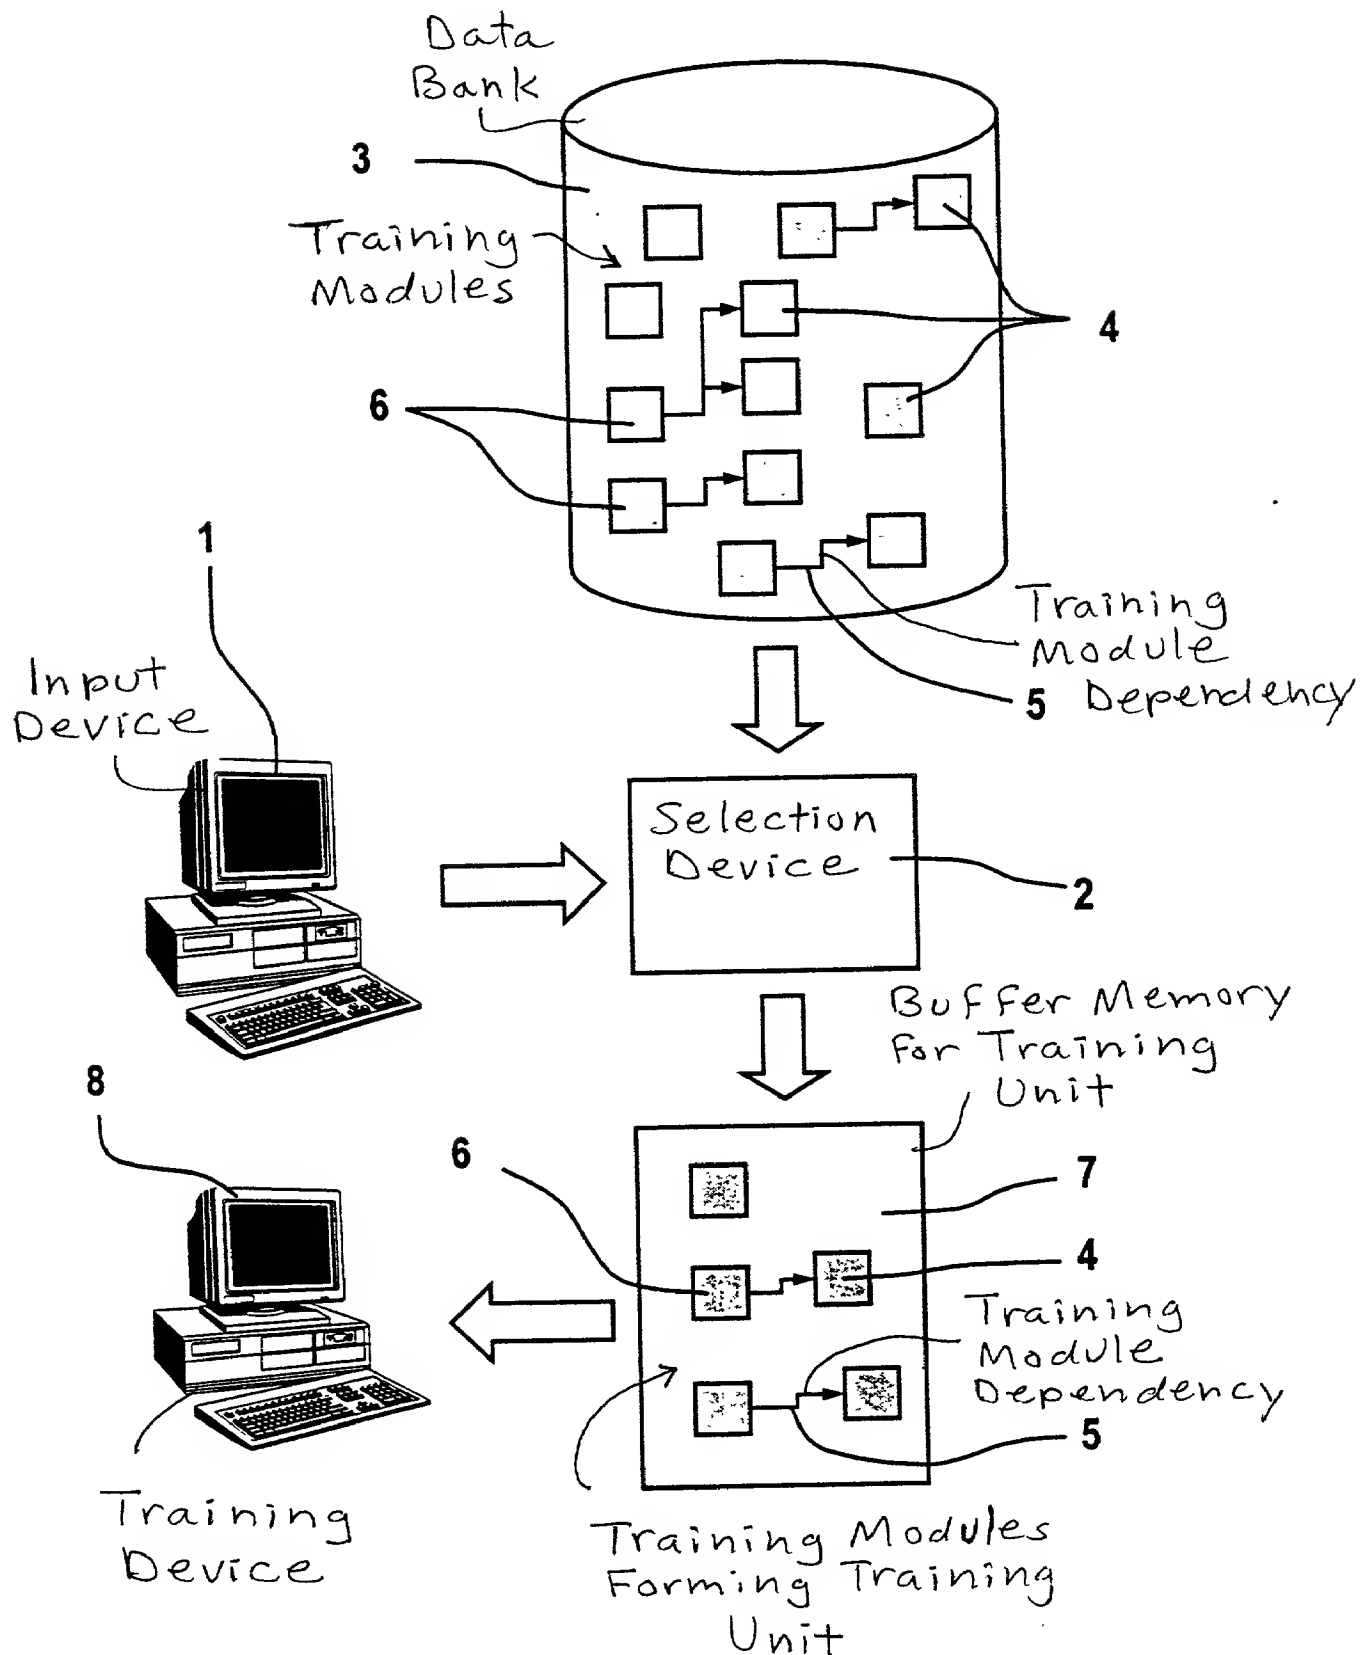 Data
Bank
3
Training
Modules
4
6
1
Training
Module
5 Dependency
Input
Device
Selection
Device
2
Buffer Memory
for Training
Unit
8
6
7
4
Training
Module
Dependency
5
Training
Device
Training Modules
Forming Training
Unit